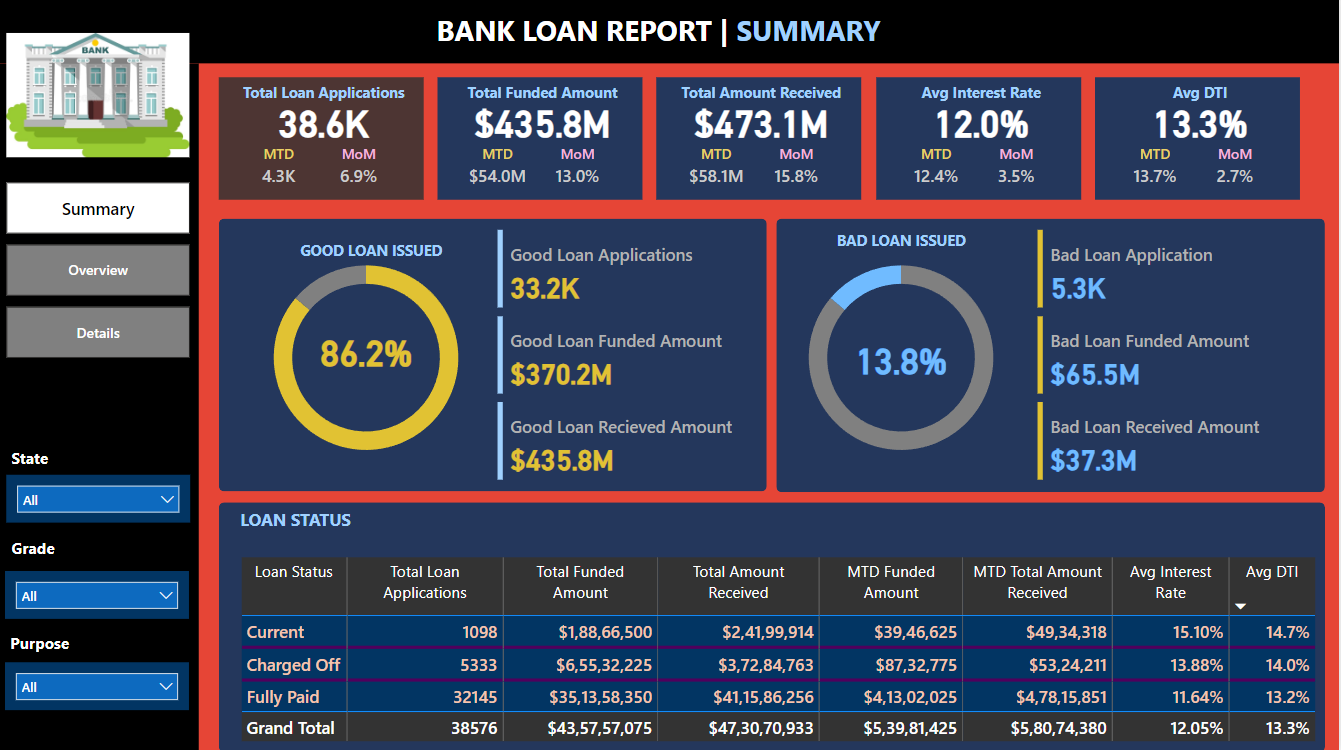 BANK LOAN REPORT | SUMMARY
BANK
Summary
Overview
Details
State
All
Grade
All
Purpose
All
Total Loan Applications
38.6K
MTD MoM
4.3K 6.9%
Total Funded Amount
$435.8M
MTD MoM
$54.0M 13.0%
Total Amount Received
$473.1M
MTD MoM
$58.1M 15.8%
Avg Interest Rate
12.0%
MTD MoM
12.4% 3.5%
Avg DTI
13.3%
MTD MoM
13.7% 2.7%
GOOD LOAN ISSUED
86.2%
Good Loan Applications
33.2K
Good Loan Funded Amount
$370.2M
Good Loan Recieved Amount
$435.8M
BAD LOAN ISSUED
13.8%
Bad Loan Application
5.3K
Bad Loan Funded Amount
$65.5M
Bad Loan Received Amount
$37.3M
LOAN STATUS
Loan Status Total Loan Applications Total Funded Amount Total Amount Received MTD Funded Amount MTD Total Amount Received Avg Interest Rate Avg DTI
Current 1098 $1,88,66,500 $2,41,99,914 $39,46,625 $49,34,318 15.10% 14.7%
Charged Off 5333 $6,55,32,225 $3,72,84,763 $87,32,775 $53,24,211 13.88% 14.0%
Fully Paid 32145 $35,13,58,350 $41,15,86,256 $4,13,02,025 $4,78,15,851 11.64% 13.2%
Grand Total 38576 $43,57,57,075 $47,30,70,933 $5,39,81,425 $5,80,74,380 12.05% 13.3%